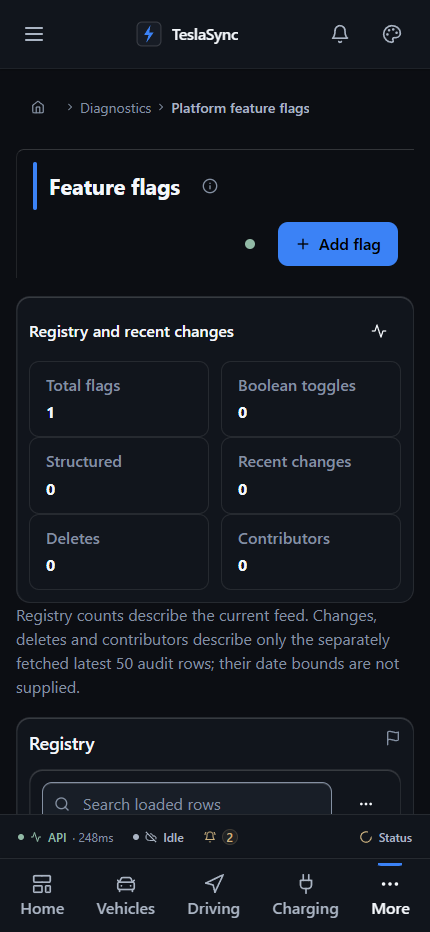 TeslaSync
Diagnostics
Platform feature flags
Feature flags
Add flag
Registry and recent changes
Total flags
1
Boolean toggles
0
Structured
0
Recent changes
0
Deletes
0
Contributors
0
Registry counts describe the current feed. Changes,
deletes and contributors describe only the separately
fetched latest 50 audit rows; their date bounds are not
supplied.
Registry
Search loaded rows
API · 248ms
Idle
2
Status
Home
Vehicles
Driving
Charging
More